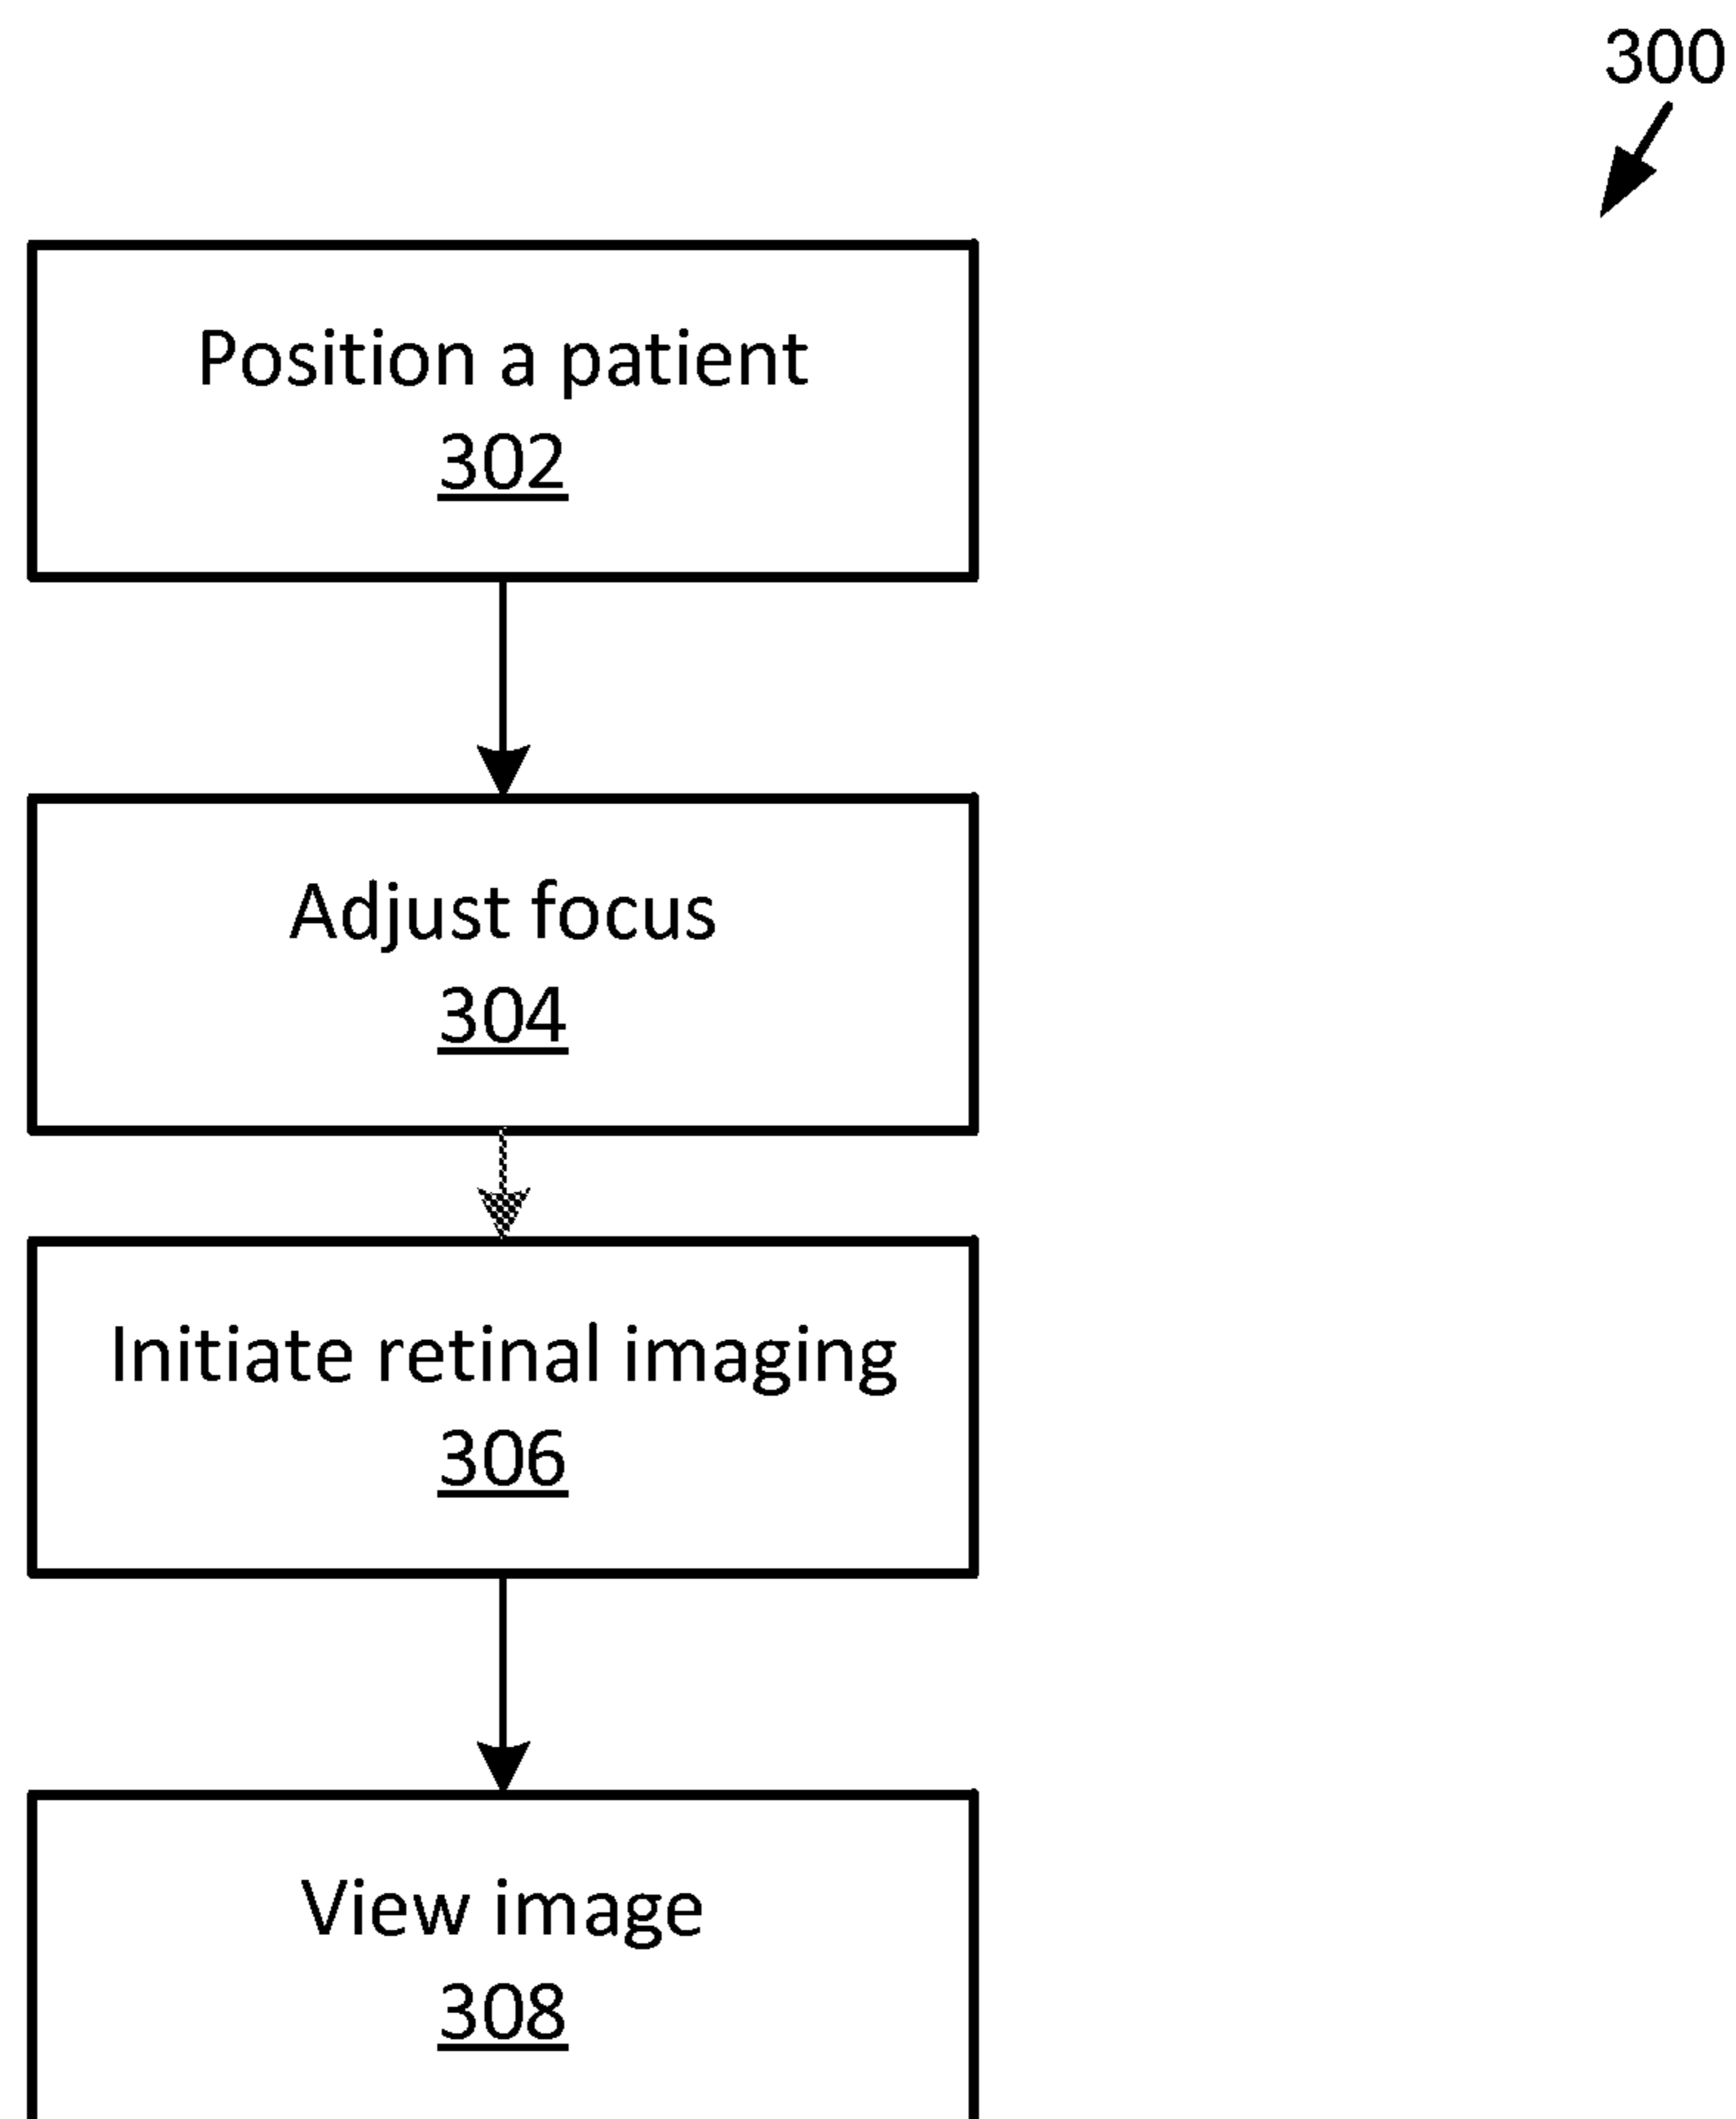 300
Position a patient
302
Adjust focus
304
Initiate retinal imaging
306
View image
308